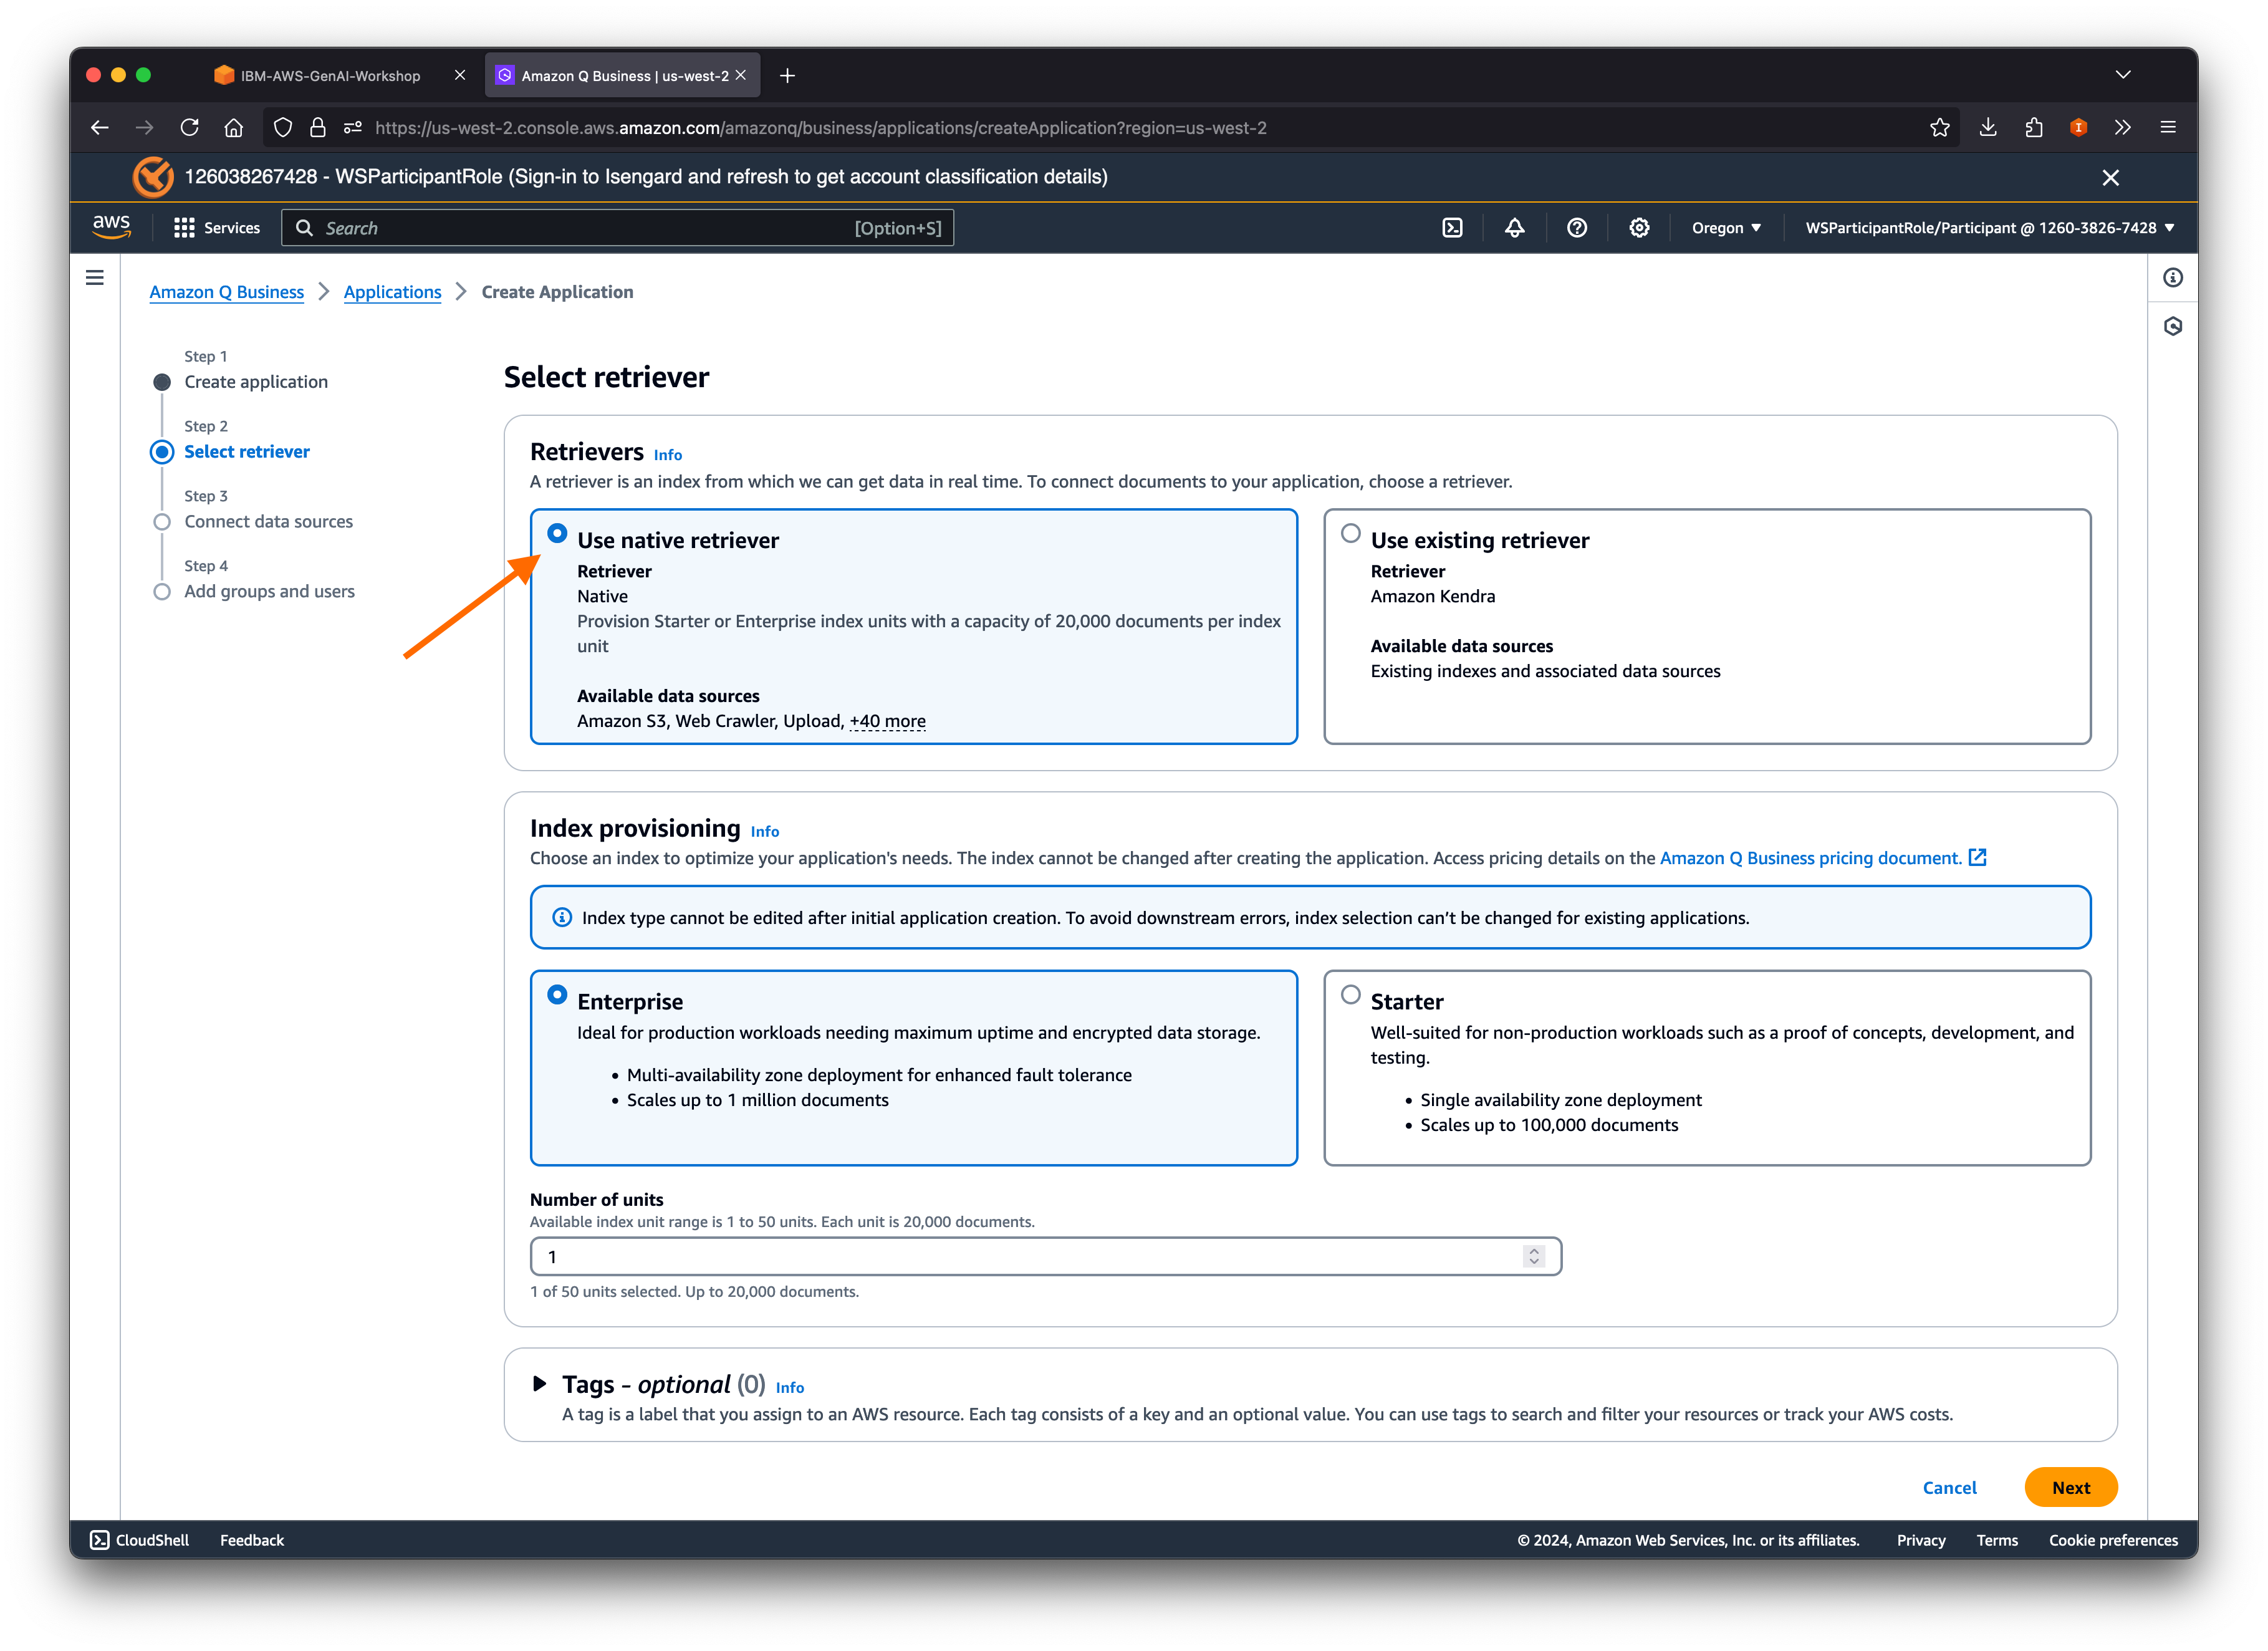 IBM-AWS-GenAI-Workshop
Amazon Q Business | us-west-2
https://us-west-2.console.aws.amazon.com/amazonq/business/applications/createApplication?region=us-west-2
126038267428 - WSParticipantRole (Sign-in to Isengard and refresh to get account classification details)
aws
Services
Search
[Option+S]
Oregon
WSParticipantRole/Participant @ 1260-3826-7428
Amazon Q Business
Applications
Create Application
Step 1
Create application
Step 2
Select retriever
Step 3
Connect data sources
Step 4
Add groups and users
Select retriever
Retrievers Info
A retriever is an index from which we can get data in real time. To connect documents to your application, choose a retriever.
Use native retriever
Retriever
Native
Provision Starter or Enterprise index units with a capacity of 20,000 documents per index
unit
Available data sources
Amazon S3, Web Crawler, Upload, +40 more
Use existing retriever
Retriever
Amazon Kendra
Available data sources
Existing indexes and associated data sources
Index provisioning Info
Choose an index to optimize your application's needs. The index cannot be changed after creating the application. Access pricing details on the Amazon Q Business pricing document.
Index type cannot be edited after initial application creation. To avoid downstream errors, index selection can’t be changed for existing applications.
Enterprise
Ideal for production workloads needing maximum uptime and encrypted data storage.
• Multi-availability zone deployment for enhanced fault tolerance
• Scales up to 1 million documents
Starter
Well-suited for non-production workloads such as a proof of concepts, development, and
testing.
• Single availability zone deployment
• Scales up to 100,000 documents
Number of units
Available index unit range is 1 to 50 units. Each unit is 20,000 documents.
1
1 of 50 units selected. Up to 20,000 documents.
Tags - optional (0) Info
A tag is a label that you assign to an AWS resource. Each tag consists of a key and an optional value. You can use tags to search and filter your resources or track your AWS costs.
Cancel
Next
CloudShell
Feedback
© 2024, Amazon Web Services, Inc. or its affiliates.
Privacy
Terms
Cookie preferences